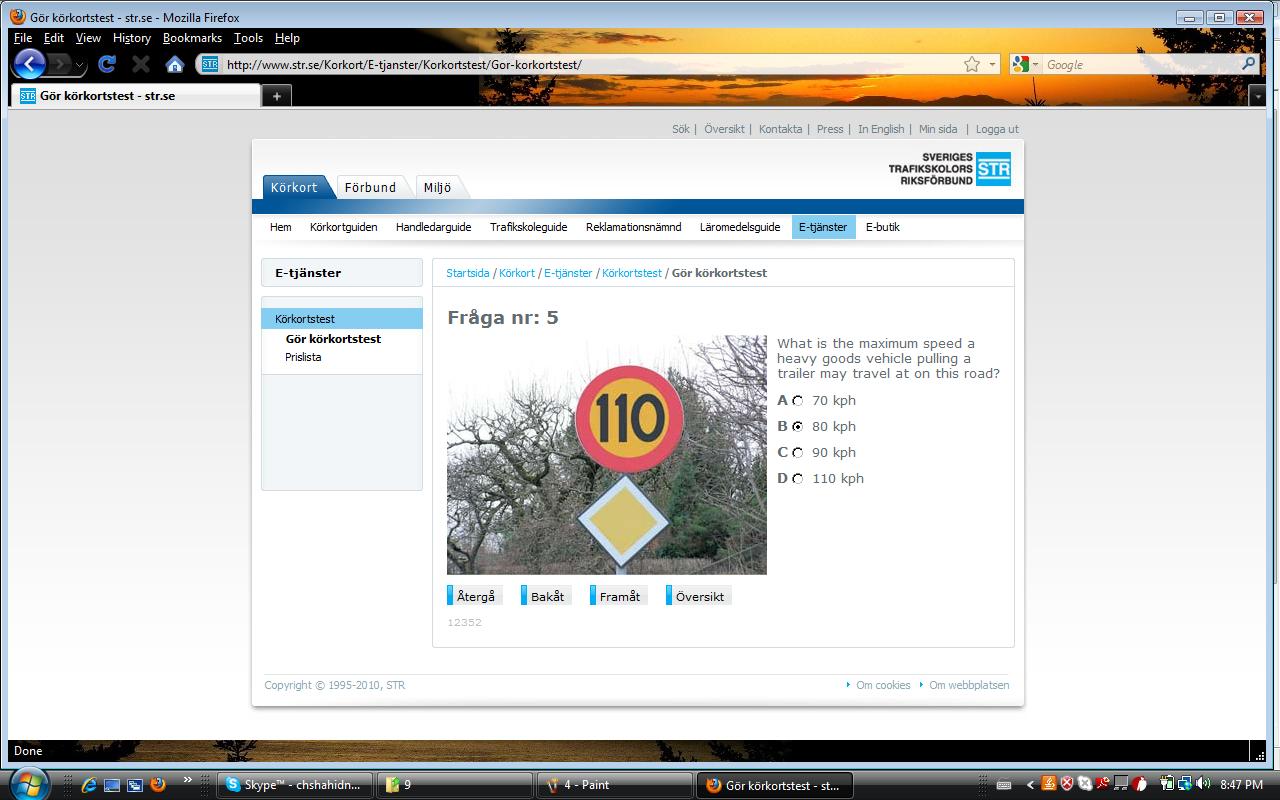 Gör körkortstest - str.se - Mozilla Firefox
File Edit View History Bookmarks Tools Help
http://www.str.se/Korkort/E-tjanster/Korkortstest/Gor-korkortstest/
Google
Gör körkortstest - str.se
Sök | Översikt | Kontakta | Press | In English | Min sida | Logga ut
SVERIGES
TRAFIKSKOLORS
RIKSFÖRBUND
STR
Körkort Förbund Miljö
Hem Körkortguiden Handledarguide Trafikskoleguide Reklamationsnämnd Läromedelsguide E-tjänster E-butik
E-tjänster
Körkortstest
Gör körkortstest
Prislista
Startsida / Körkort / E-tjänster / Körkortstest / Gör körkortstest
Fråga nr: 5
110
What is the maximum speed a
heavy goods vehicle pulling a
trailer may travel at on this road?
A 70 kph
B 80 kph
C 90 kph
D 110 kph
Återgå Bakåt Framåt Översikt
12352
Copyright © 1995-2010, STR
Om cookies Om webbplatsen
Done
Skype™ - chshahidn... 9 4 - Paint Gör körkortstest - st... 8:47 PM